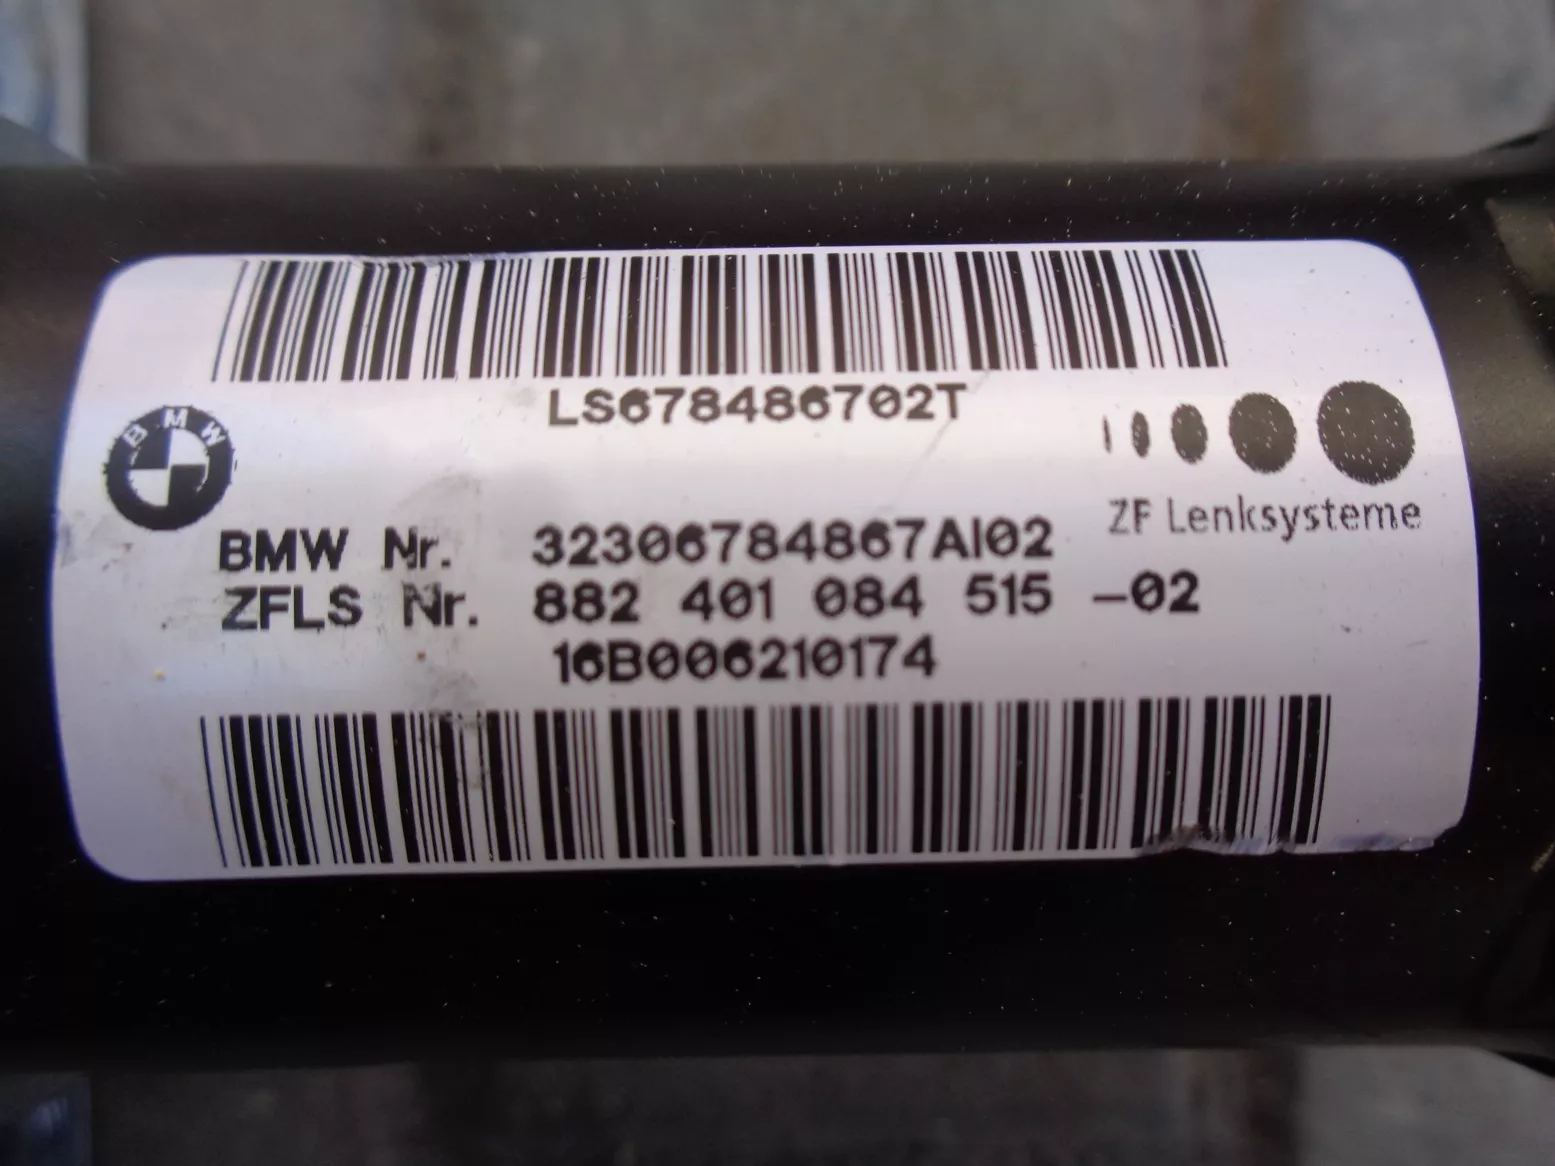 LS678486702T
BMW
ZF Lenksysteme
BMW Nr. 32306784867AI02
ZFLS Nr. 882 401 084 515 -02
16B006210174